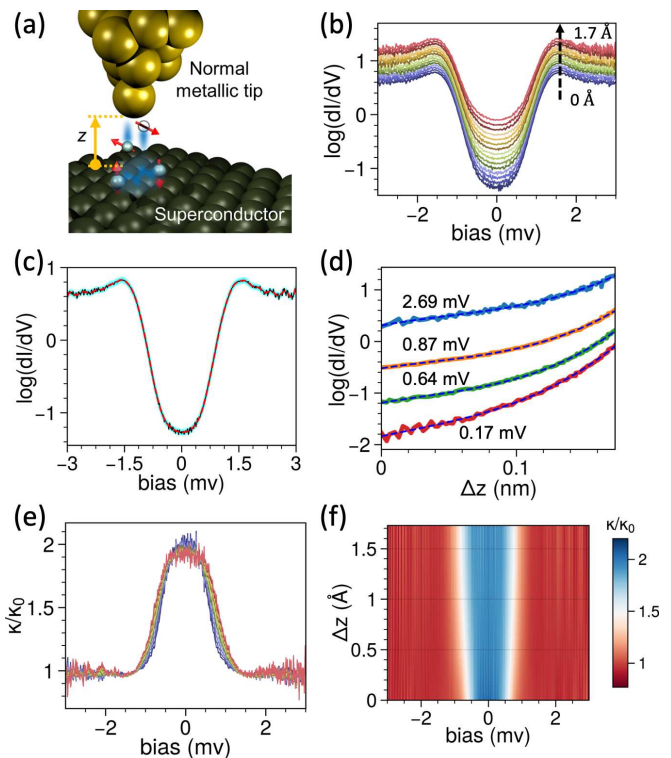 (a)
Normal
metallic tip
z
Superconductor
(b)
log(dI/dV)
0
−1
−2
0
2
bias (mv)
1.7 Å
0 Å
(c)
log(dI/dV)
1
0
−1
−3
−1.5
0
1.5
3
bias (mv)
(d)
log(dI/dV)
1
0
−1
−2
2.69 mV
0.87 mV
0.64 mV
0.17 mV
0
0.1
Δz (nm)
(e)
κ/κ0
2
1.5
1
−2
0
2
bias (mv)
(f)
Δz (Å)
1.5
1
0.5
0
−2
0
2
bias (mv)
κ/κ0
2
1.5
1